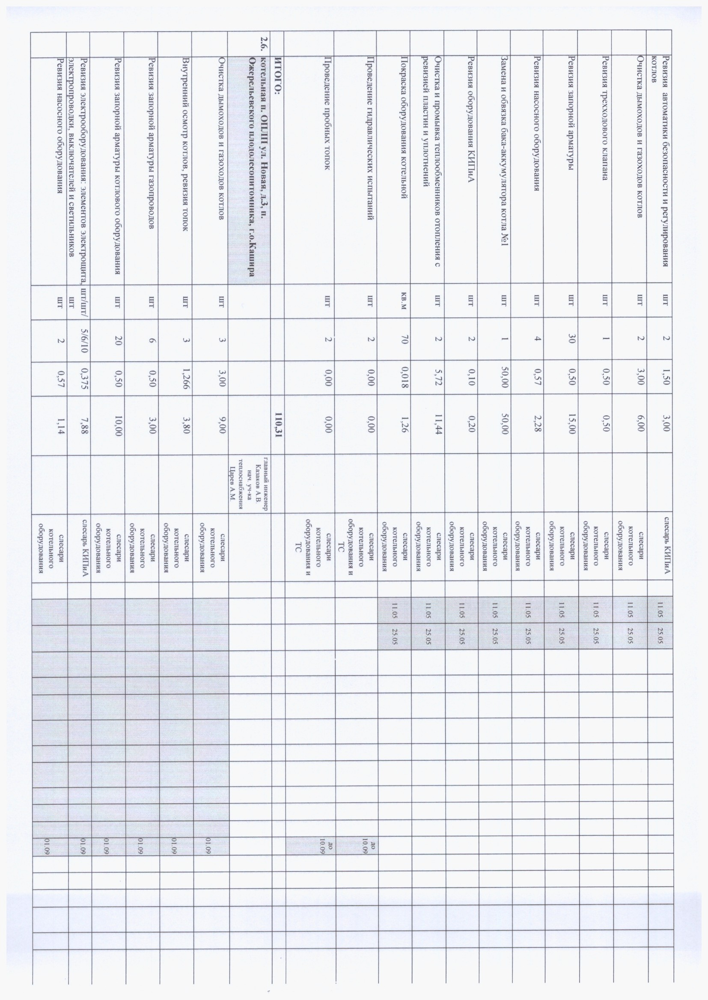 Ревизия автоматики безопасности и регулирования
котлов
шт
2
1,50
3,00
слесарь КИПиА
11.05
25.05
Очистка дымоходов и газоходов котлов
шт
2
3,00
6,00
слесари
котельного
оборудования
11.05
25.05
Ревизия трехходового клапана
шт
1
0,50
0,50
слесари
котельного
оборудования
11.05
25.05
Ревизия запорной арматуры
шт
30
0,50
15,00
слесари
котельного
оборудования
11.05
25.05
Ревизия насосного оборудования
шт
4
0,57
2,28
слесари
котельного
оборудования
11.05
25.05
Замена и обвязка бака-аккумулятора котла №1
шт
1
50,00
50,00
слесари
котельного
оборудования
11.05
25.05
Ревизия оборудования КИПиА
шт
2
0,10
0,20
слесари
котельного
оборудования
11.05
25.05
Очистка и промывка теплообменников отопления с
ревизией пластин и уплотнений
шт
2
5,72
11,44
слесари
котельного
оборудования
11.05
25.05
Покраска оборудования котельной
кв.м
70
0,018
1,26
слесари
котельного
оборудования
11.05
25.05
Проведение гидравлических испытаний
шт
2
0,00
0,00
слесари
котельного
оборудования и
ТС
до
10.09
Проведение пробных топок
шт
2
0,00
0,00
слесари
котельного
оборудования и
ТС
до
10.09
ИТОГО:
110,31
2.6.
котельная п. ОПЛП ул. Новая, д.3, п.
Ожерельевского плодолесопитомника, г.о.Кашира
главный инженер
Казаков А.В.
нач. уч-ка
теплоснабжения
Царев А.М.
Очистка дымоходов и газоходов котлов
шт
3
3,00
9,00
слесари
котельного
оборудования
01.09
Внутренний осмотр котлов, ревизия топок
шт
3
1,266
3,80
слесари
котельного
оборудования
01.09
Ревизия запорной арматуры газопроводов
шт
6
0,50
3,00
слесари
котельного
оборудования
01.09
Ревизия запорной арматуры котлового оборудования
шт
20
0,50
10,00
слесари
котельного
оборудования
01.09
Ревизия электрооборудования: элементов электрощита,
электропроводки, выключателей и светильников
шт/шт/
шт
5/6/10
0,375
7,88
слесарь КИПиА
01.09
Ревизия насосного оборудования
шт
2
0,57
1,14
слесари
котельного
оборудования
01.09